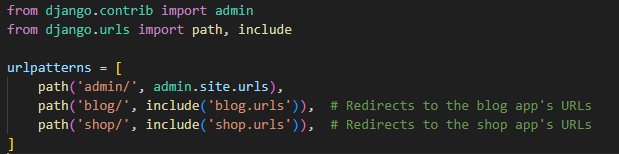 from django.contrib import admin
from django.urls import path, include
urlpatterns = [
    path('admin/', admin.site.urls),
    path('blog/', include('blog.urls')),  # Redirects to the blog app's URLs
    path('shop/', include('shop.urls')),  # Redirects to the shop app's URLs
]